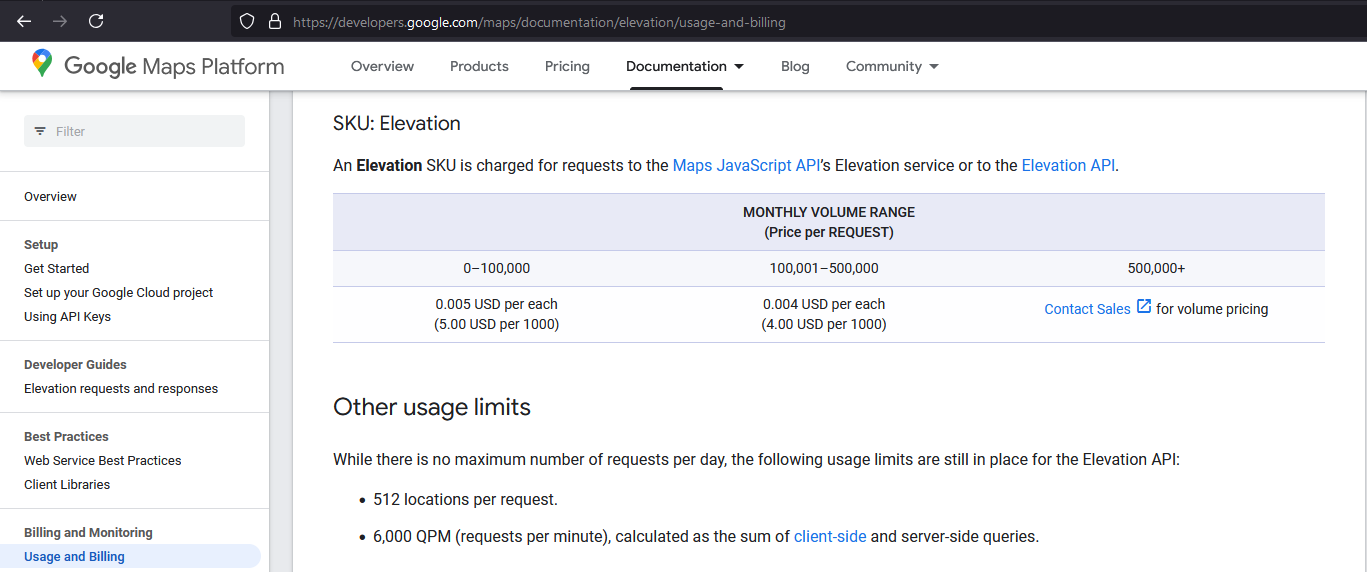 https://developers.google.com/maps/documentation/elevation/usage-and-billing
Google Maps Platform
Overview
Products
Pricing
Documentation
Blog
Community
Filter
Overview
Setup
Get Started
Set up your Google Cloud project
Using API Keys
Developer Guides
Elevation requests and responses
Best Practices
Web Service Best Practices
Client Libraries
Billing and Monitoring
Usage and Billing
SKU: Elevation
An Elevation SKU is charged for requests to the Maps JavaScript API’s Elevation service or to the Elevation API.
MONTHLY VOLUME RANGE
(Price per REQUEST)
0–100,000
100,001–500,000
500,000+
0.005 USD per each
(5.00 USD per 1000)
0.004 USD per each
(4.00 USD per 1000)
Contact Sales for volume pricing
Other usage limits
While there is no maximum number of requests per day, the following usage limits are still in place for the Elevation API:
• 512 locations per request.
• 6,000 QPM (requests per minute), calculated as the sum of client-side and server-side queries.